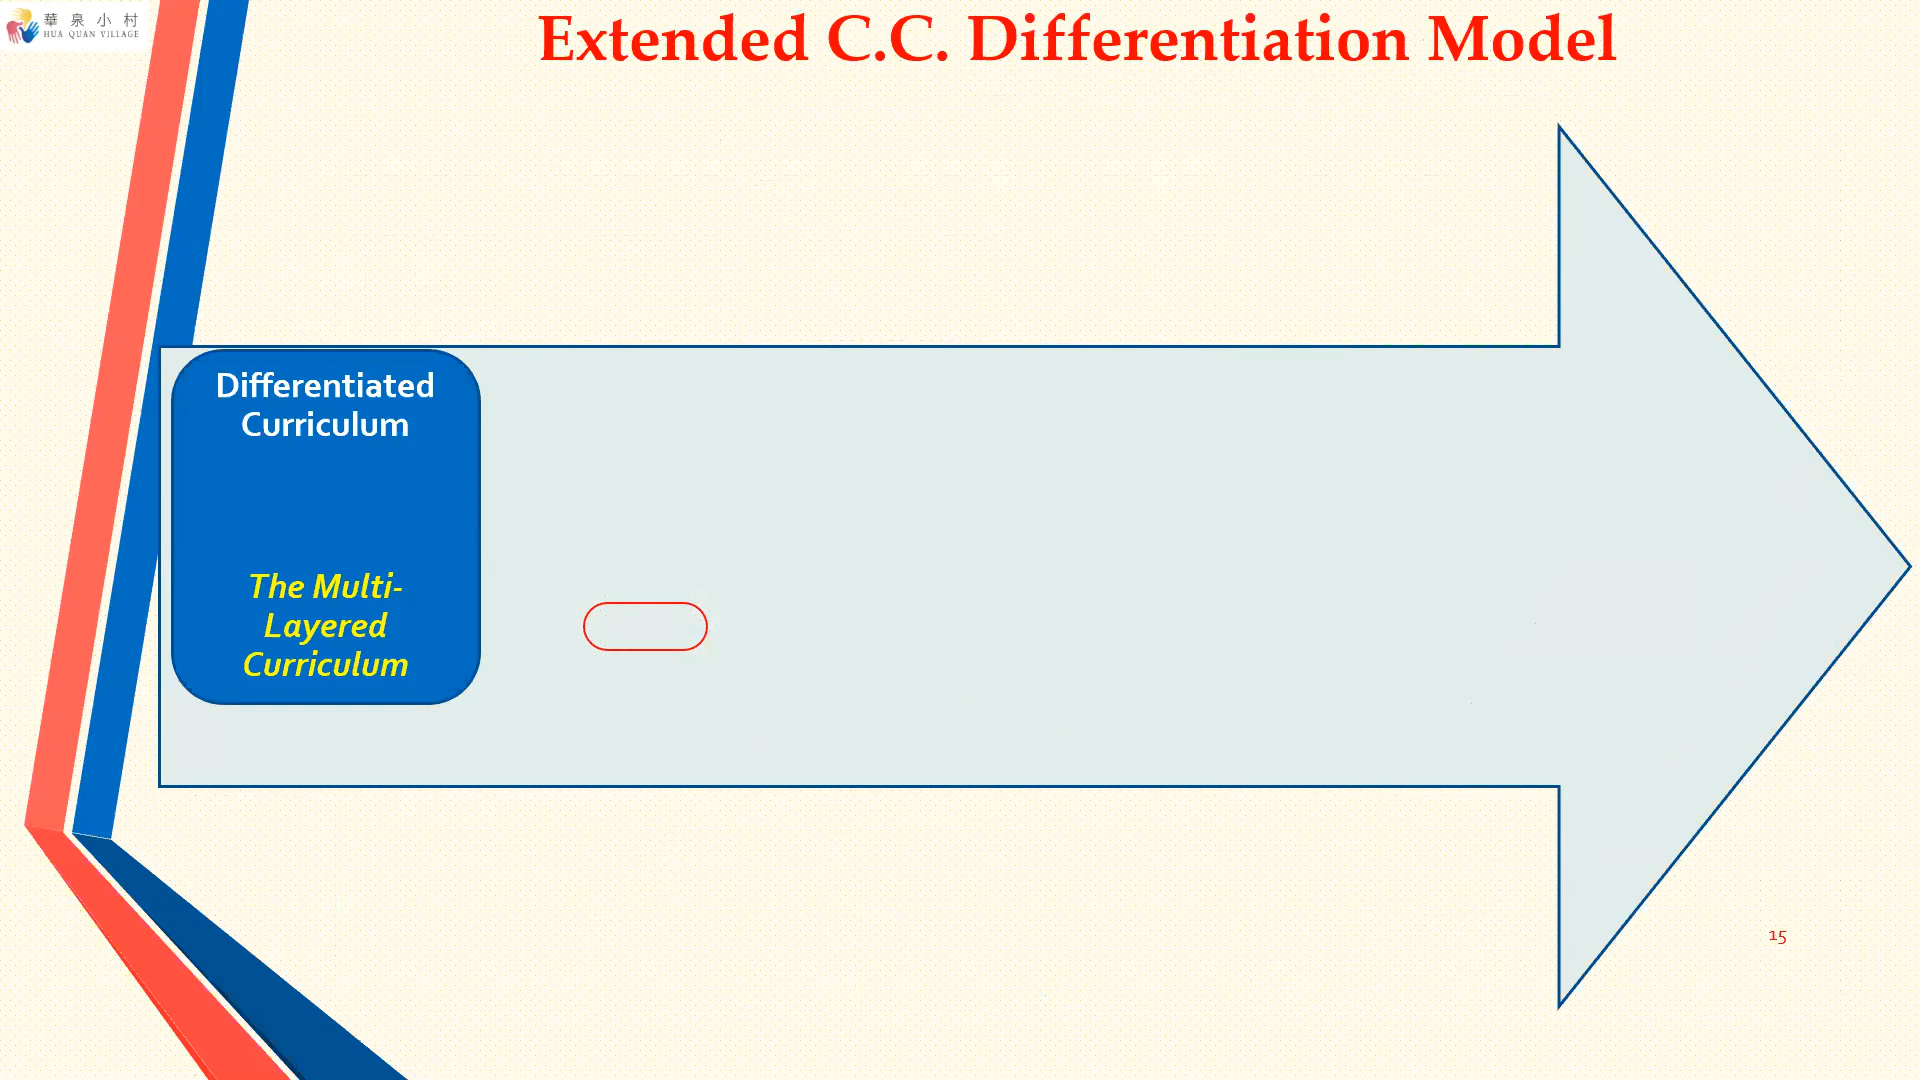 華泉小村
HUA QUAN VILLAGE
Extended C.C. Differentiation Model
Differentiated
Curriculum
The Multi-
Layered
Curriculum
15